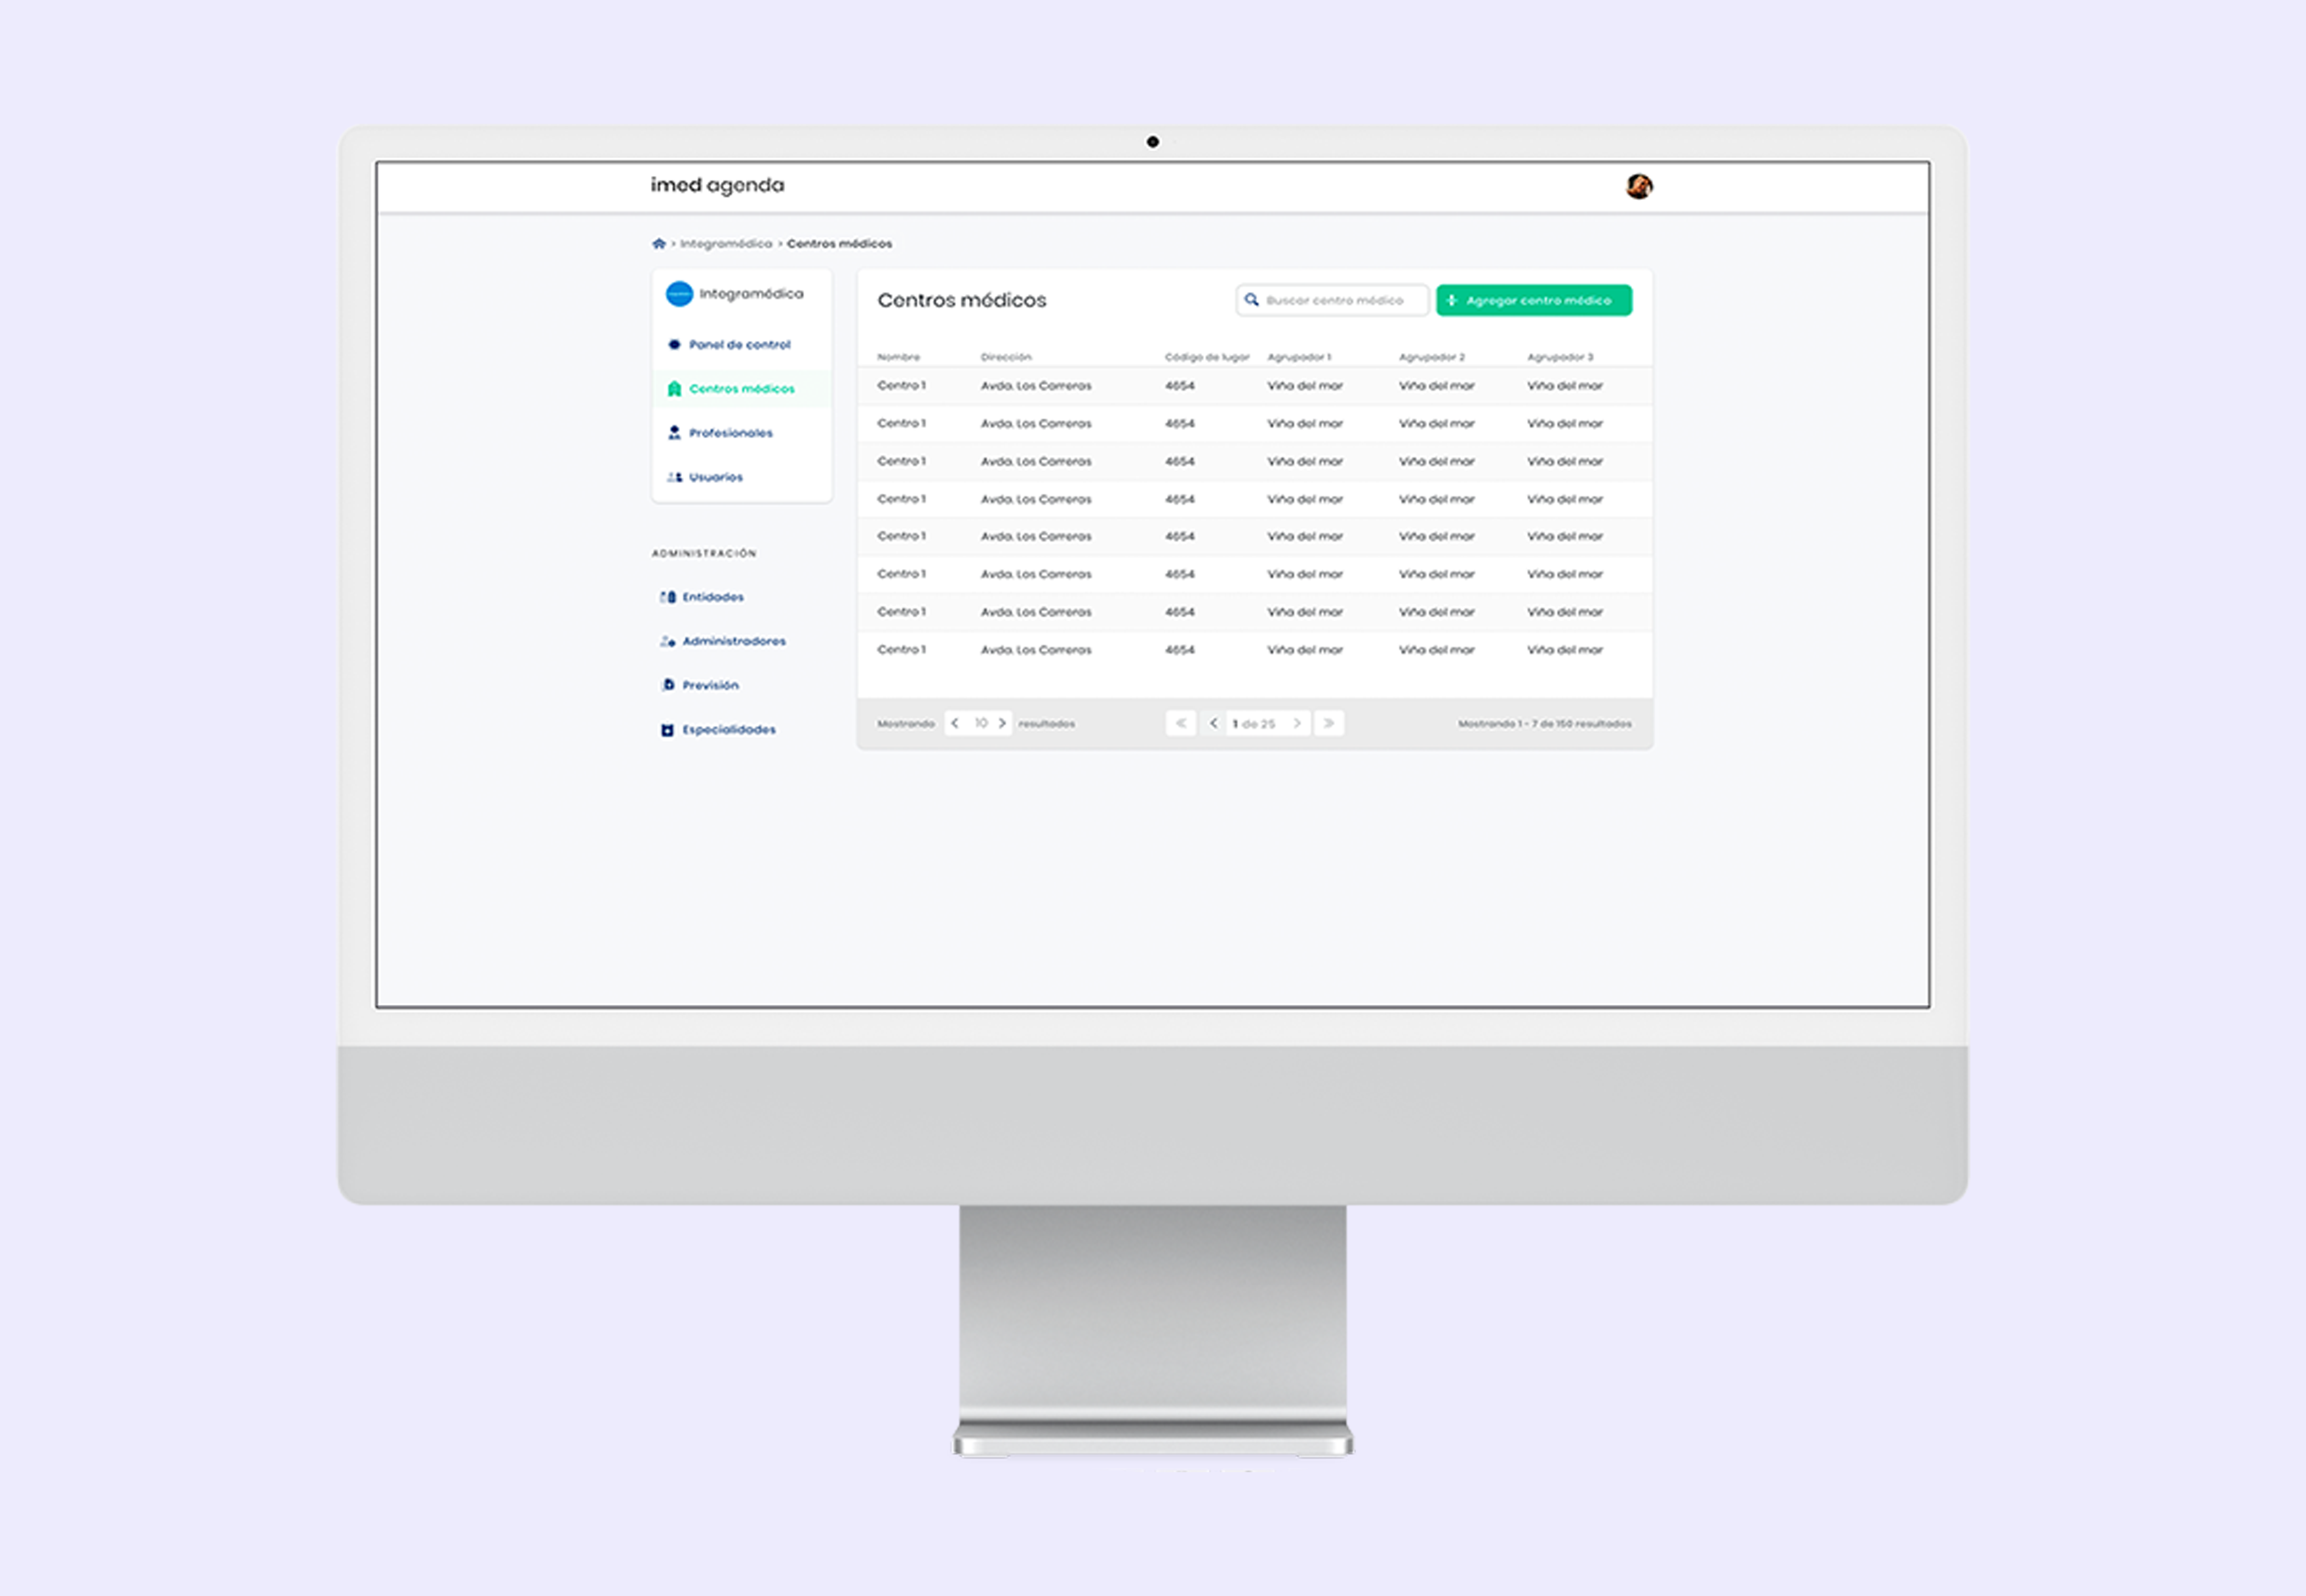 imed agenda
> Integramédica > Centros médicos
Integramédica
Panel de control
Centros médicos
Profesionales
Usuarios
ADMINISTRACIÓN
Entidades
Administradores
Previsión
Especialidades
Centros médicos
Buscar centro médico
+ Agregar centro médico
Nombre Dirección Código de lugar Agrupador 1 Agrupador 2 Agrupador 3
Centro 1 Avda. Los Carreras 4654 Viña del mar Viña del mar Viña del mar
Centro 1 Avda. Los Carreras 4654 Viña del mar Viña del mar Viña del mar
Centro 1 Avda. Los Carreras 4654 Viña del mar Viña del mar Viña del mar
Centro 1 Avda. Los Carreras 4654 Viña del mar Viña del mar Viña del mar
Centro 1 Avda. Los Carreras 4654 Viña del mar Viña del mar Viña del mar
Centro 1 Avda. Los Carreras 4654 Viña del mar Viña del mar Viña del mar
Centro 1 Avda. Los Carreras 4654 Viña del mar Viña del mar Viña del mar
Centro 1 Avda. Los Carreras 4654 Viña del mar Viña del mar Viña del mar
Mostrando < 10 > resultados « < 1 de 25 > » Mostrando 1 - 7 de 150 resultados